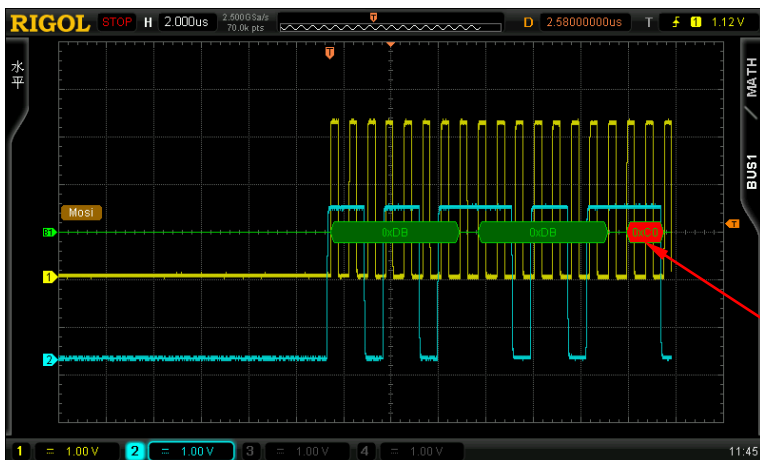 RIGOL STOP H 2.000us 2.500GSa/s 70.0k pts T D 2.58000000us T 1 1.12 V
水平
MATH
BUS1
T
Mosi
B1 0xDB 0xDB 0xC0 T
1
2
1 = 1.00 V 2 = 1.00 V 3 = 1.00 V 4 = 1.00 V 11:45